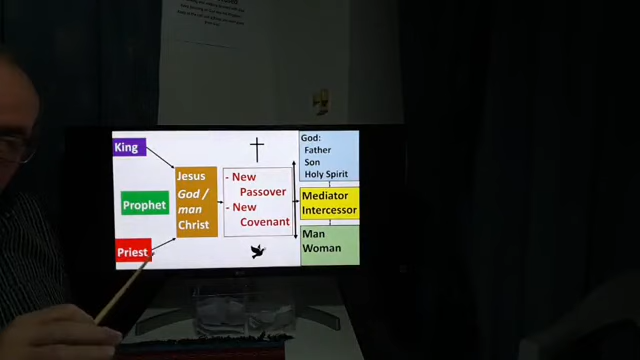 King
Prophet
Priest
Jesus
God /
man
Christ
- New
Passover
- New
Covenant
God:
Father
Son
Holy Spirit
Mediator
Intercessor
Man
Woman